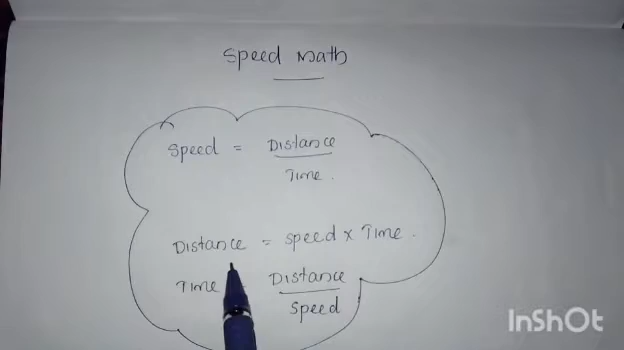 Speed Math
Speed = Distance
Time.
Distance = Speed x Time.
Time Distance
Speed
InShOt